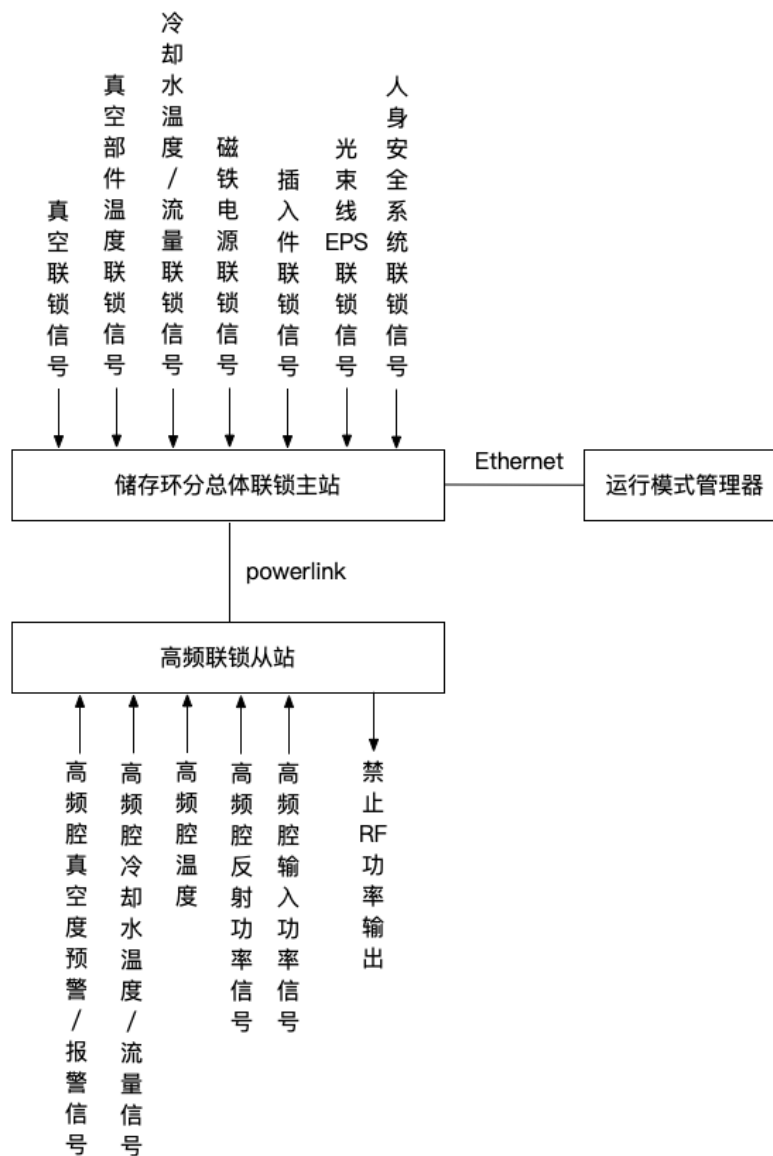 真空联锁信号
真空部件温度联锁信号
冷却水温度/流量联锁信号
磁铁电源联锁信号
插入件联锁信号
光束线EPS联锁信号
人身安全系统联锁信号
储存环分总体联锁主站
Ethernet
运行模式管理器
powerlink
高频联锁从站
高频腔真空度预警/报警信号
高频腔冷却水温度/流量信号
高频腔温度
高频腔反射功率信号
高频腔输入功率信号
禁止RF功率输出